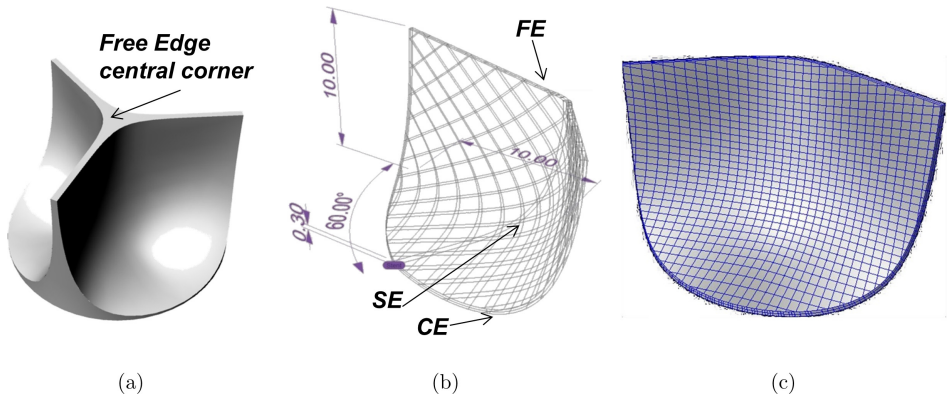 Free Edge
central corner
FE
10.00
10.00
60.00°
0.30
SE
CE
(a)
(b)
(c)